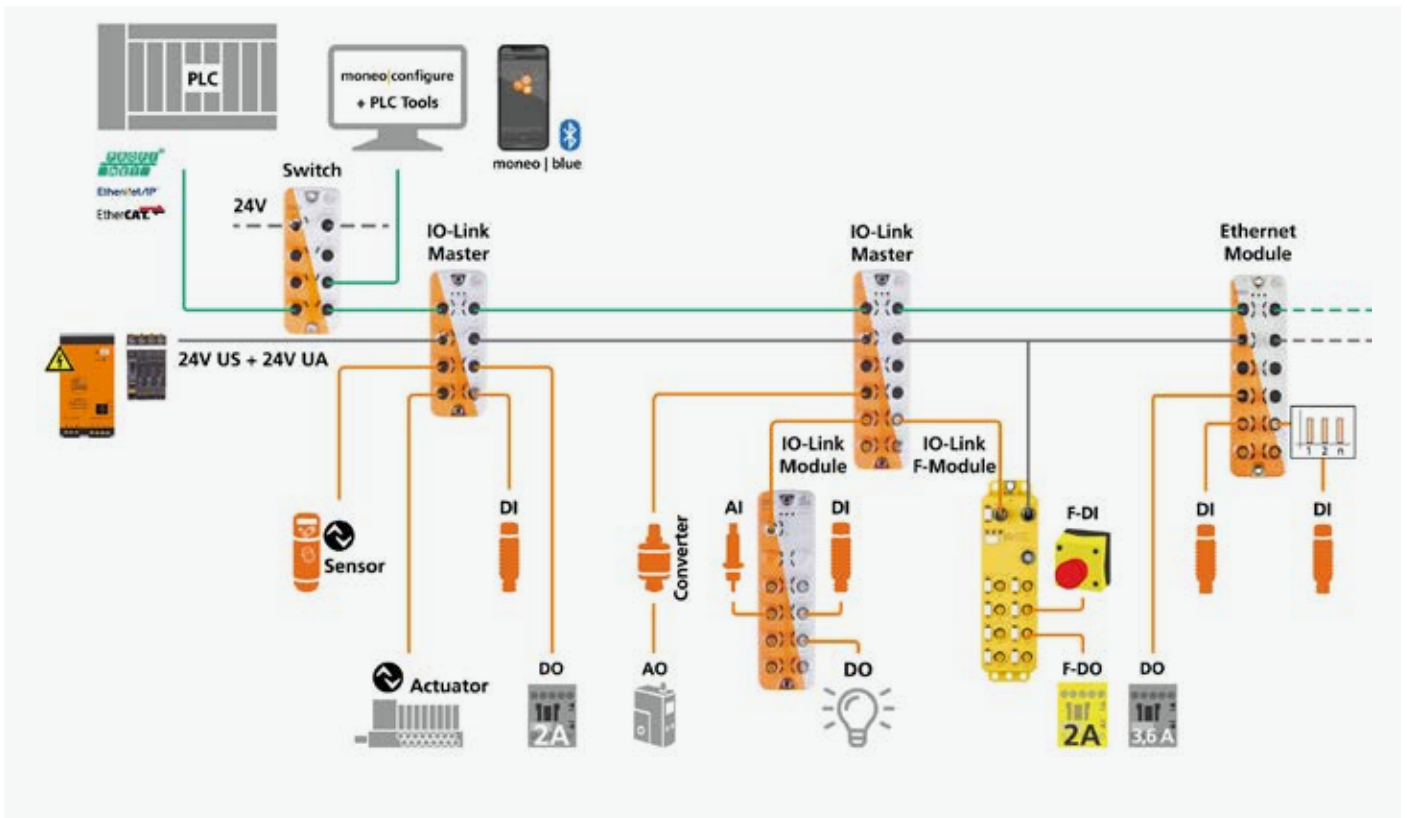 PLC
moneo|configure
+ PLC Tools
moneo | blue
PROFI
NET
EtherNet/IP
EtherCAT
Switch
24V
IO-Link
Master
IO-Link
Master
Ethernet
Module
24V US + 24V UA
IO-Link
Module
IO-Link
F-Module
1 2 n
DI
Sensor
Converter
AI
DI
F-DI
DI
DI
Actuator
DO
2A
AO
DO
F-DO
2A
DO
3,6 A